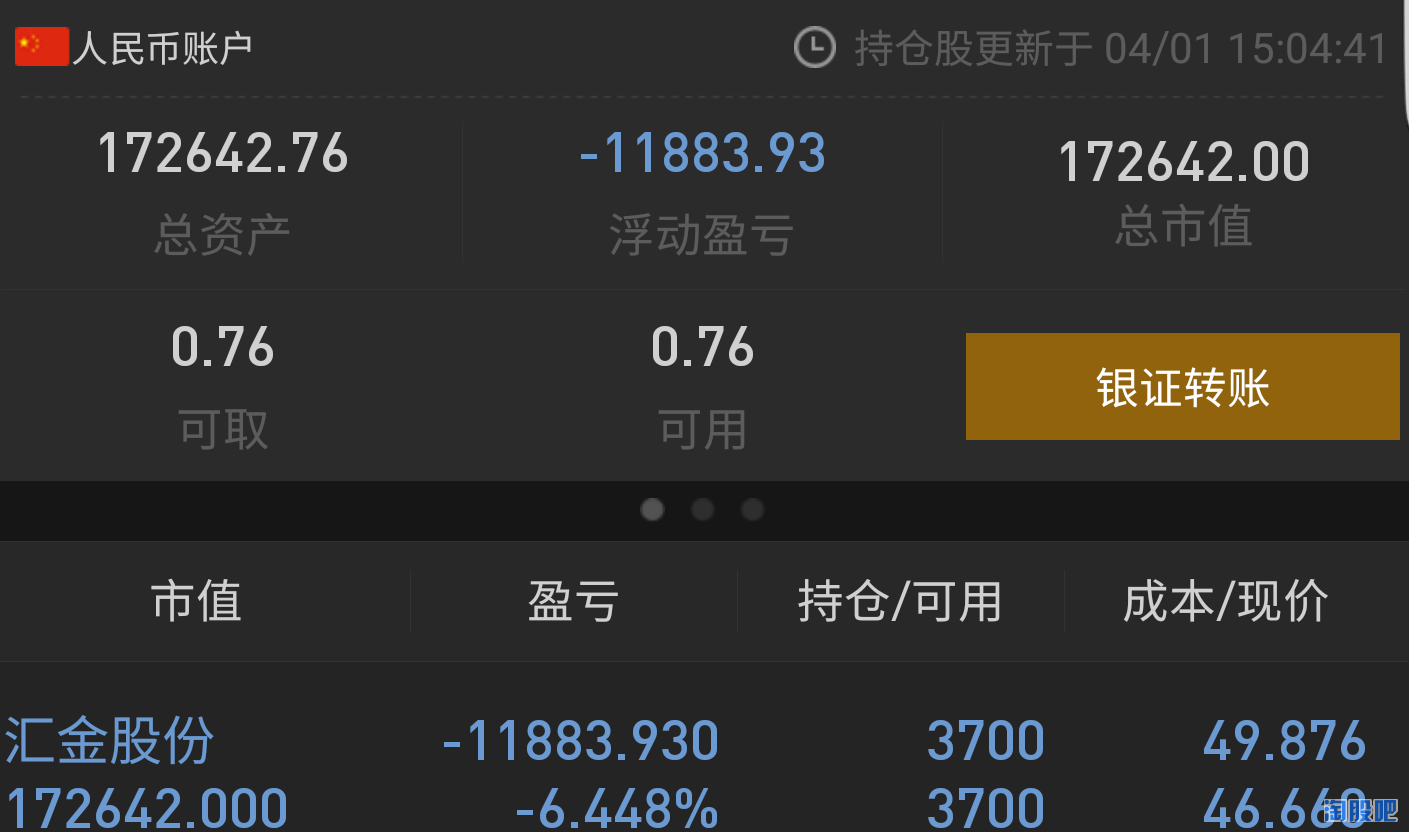 人民币账户 持仓股更新于 04/01 15:04:41
172642.76 -11883.93 172642.00
总资产 浮动盈亏 总市值
0.76 0.76 银证转账
可取 可用
市值 盈亏 持仓/可用 成本/现价
汇金股份 -11883.930 3700 49.876
172642.000 -6.448% 3700 46.660
淘股吧